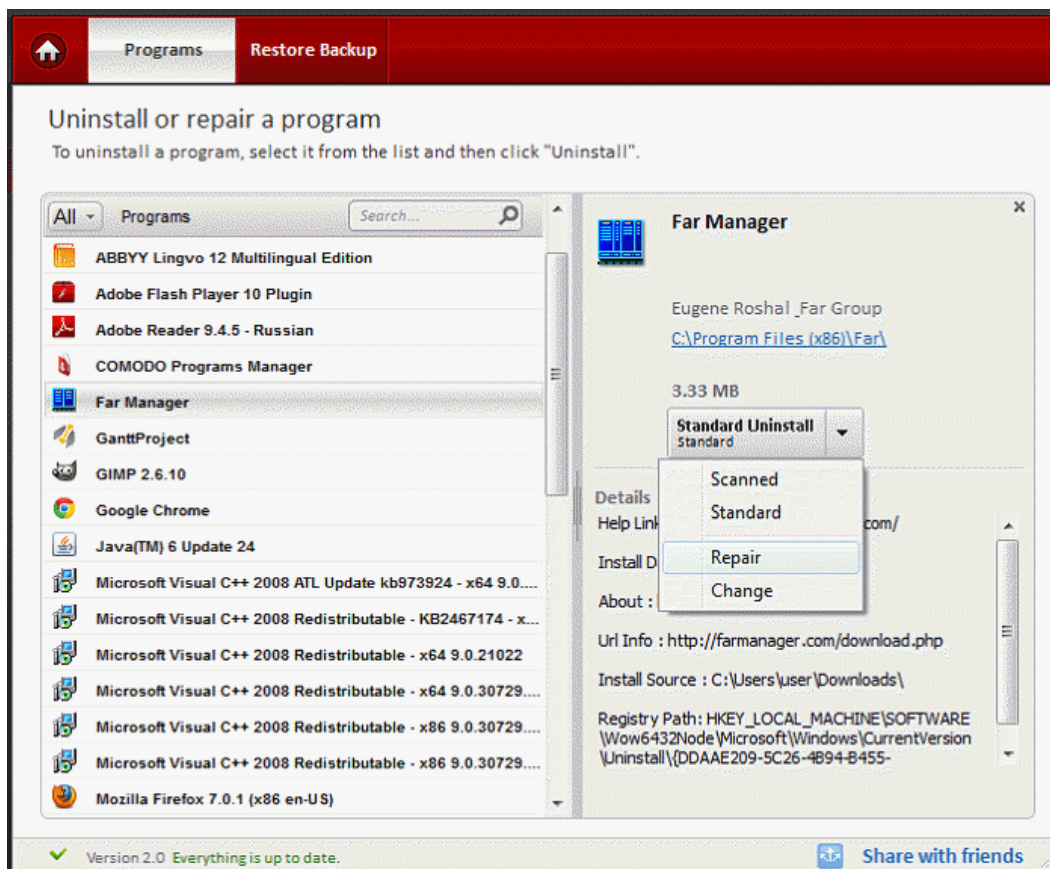 Programs
Restore Backup
Uninstall or repair a program
To uninstall a program, select it from the list and then click "Uninstall".
All
Programs
Search...
ABBYY Lingvo 12 Multilingual Edition
Adobe Flash Player 10 Plugin
Adobe Reader 9.4.5 - Russian
COMODO Programs Manager
Far Manager
GanttProject
GIMP 2.6.10
Google Chrome
Java(TM) 6 Update 24
Microsoft Visual C++ 2008 ATL Update kb973924 - x64 9.0....
Microsoft Visual C++ 2008 Redistributable - KB2467174 - x...
Microsoft Visual C++ 2008 Redistributable - x64 9.0.21022
Microsoft Visual C++ 2008 Redistributable - x64 9.0.30729....
Microsoft Visual C++ 2008 Redistributable - x86 9.0.30729....
Microsoft Visual C++ 2008 Redistributable - x86 9.0.30729....
Mozilla Firefox 7.0.1 (x86 en-US)
Far Manager
Eugene Roshal _Far Group
C:\Program Files (x86)\Far\
3.33 MB
Standard Uninstall
Standard
Scanned
Standard
Repair
Change
Details
Help Link com/
Install D
About :
Url Info : http://farmanager.com/download.php
Install Source : C:\Users\user\Downloads\
Registry Path: HKEY_LOCAL_MACHINE\SOFTWARE
\Wow6432Node\Microsoft\Windows\CurrentVersion
\Uninstall\{DDAAE209-5C26-4B94-B455-
Version 2.0 Everything is up to date.
Share with friends